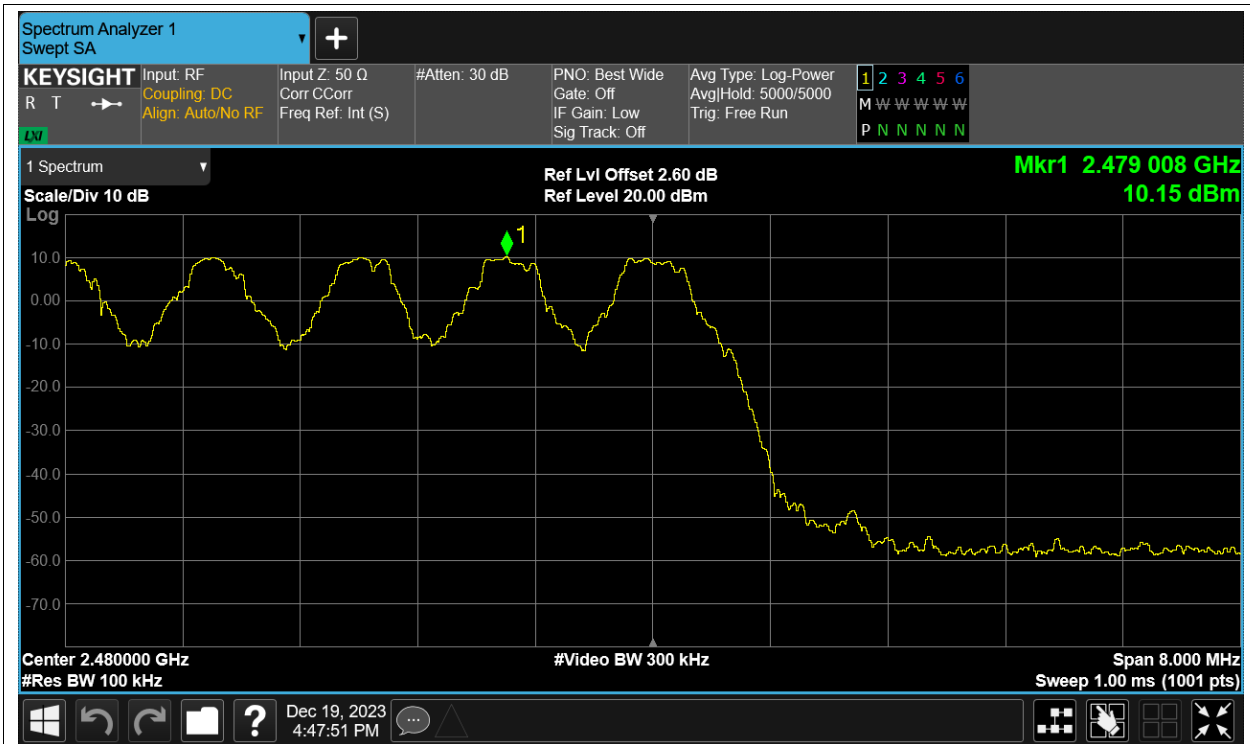 Spectrum Analyzer 1
Swept SA
KEYSIGHT
R T
LXI
Input: RF
Coupling: DC
Align: Auto/No RF
Input Z: 50 Ω
Corr CCorr
Freq Ref: Int (S)
#Atten: 30 dB
PNO: Best Wide
Gate: Off
IF Gain: Low
Sig Track: Off
Avg Type: Log-Power
Avg|Hold: 5000/5000
Trig: Free Run
1 2 3 4 5 6
M W W W W W
P N N N N N
1 Spectrum
Scale/Div 10 dB
Log
Ref Lvl Offset 2.60 dB
Ref Level 20.00 dBm
Mkr1 2.479 008 GHz
10.15 dBm
1
10.0
0.00
-10.0
-20.0
-30.0
-40.0
-50.0
-60.0
-70.0
Center 2.480000 GHz
#Res BW 100 kHz
#Video BW 300 kHz
Span 8.000 MHz
Sweep 1.00 ms (1001 pts)
?
Dec 19, 2023
4:47:51 PM